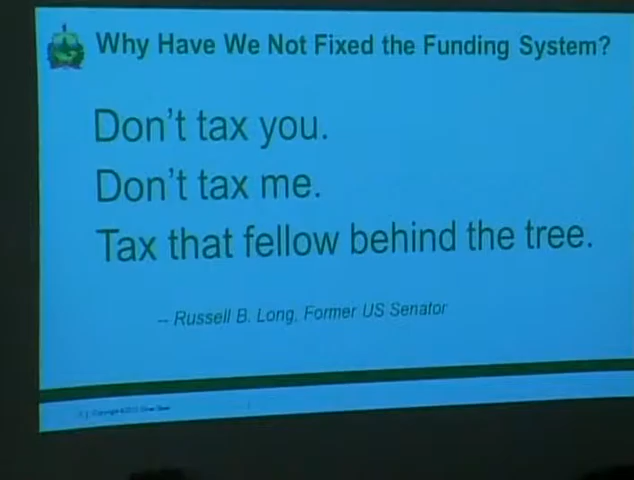 Why Have We Not Fixed the Funding System?
Don't tax you.
Don't tax me.
Tax that fellow behind the tree.
-- Russell B. Long, Former US Senator
Copyright